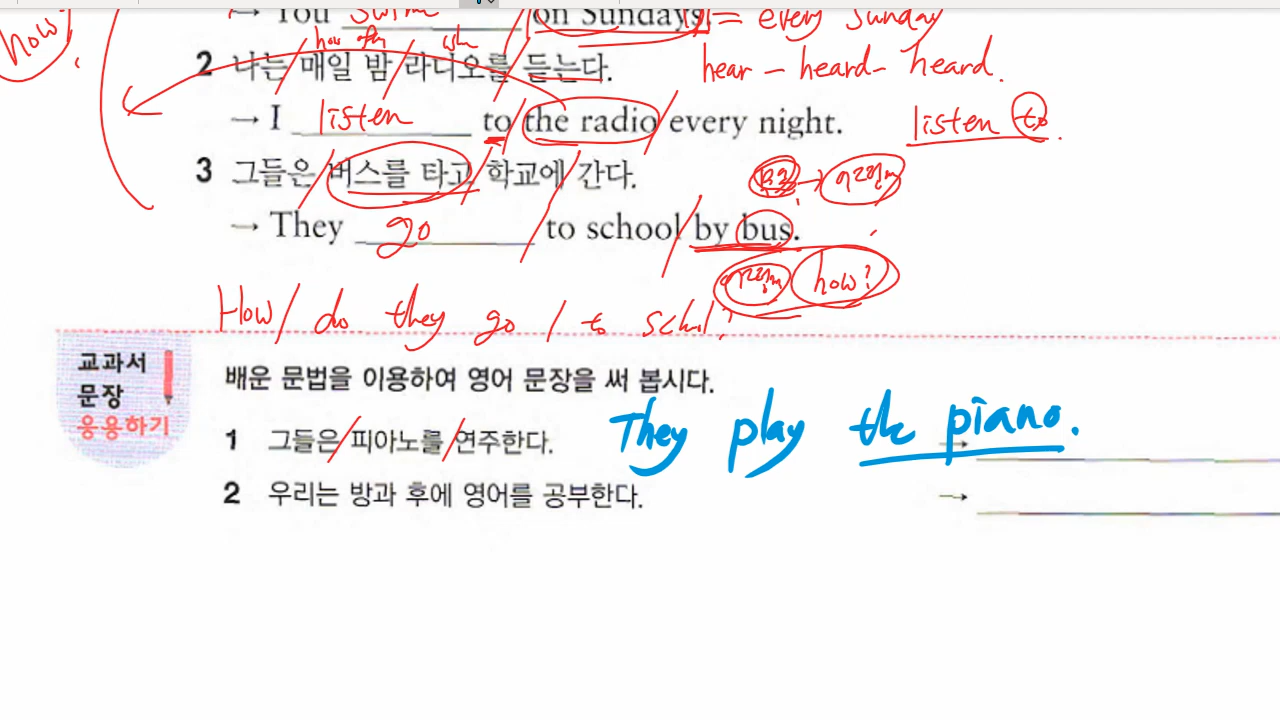 → You swim on Sundays = every Sunday
how?
how often
2 나는 매일 밤 라디오를 듣는다. hear - heard - heard.
→ I listen to the radio every night. listen to
3 그들은 버스를 타고 학교에 간다.
→ They go to school by bus.
how?
How / do they go / to schol?
교과서
문장
응용하기
배운 문법을 이용하여 영어 문장을 써 봅시다.
1 그들은 피아노를 연주한다. They play the piano. →
2 우리는 방과 후에 영어를 공부한다. →